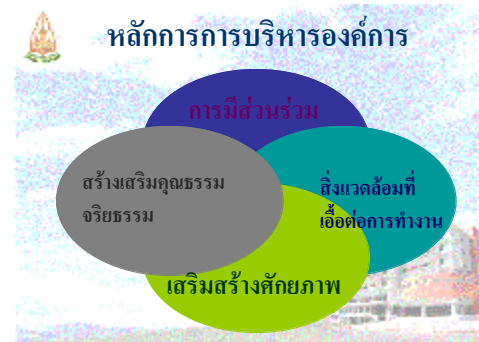 หลักการการบริหารองค์การ
การมีส่วนร่วม
สร้างเสริมคุณธรรม
จริยธรรม
สิ่งแวดล้อมที่
เอื้อต่อการทำงาน
เสริมสร้างศักยภาพ